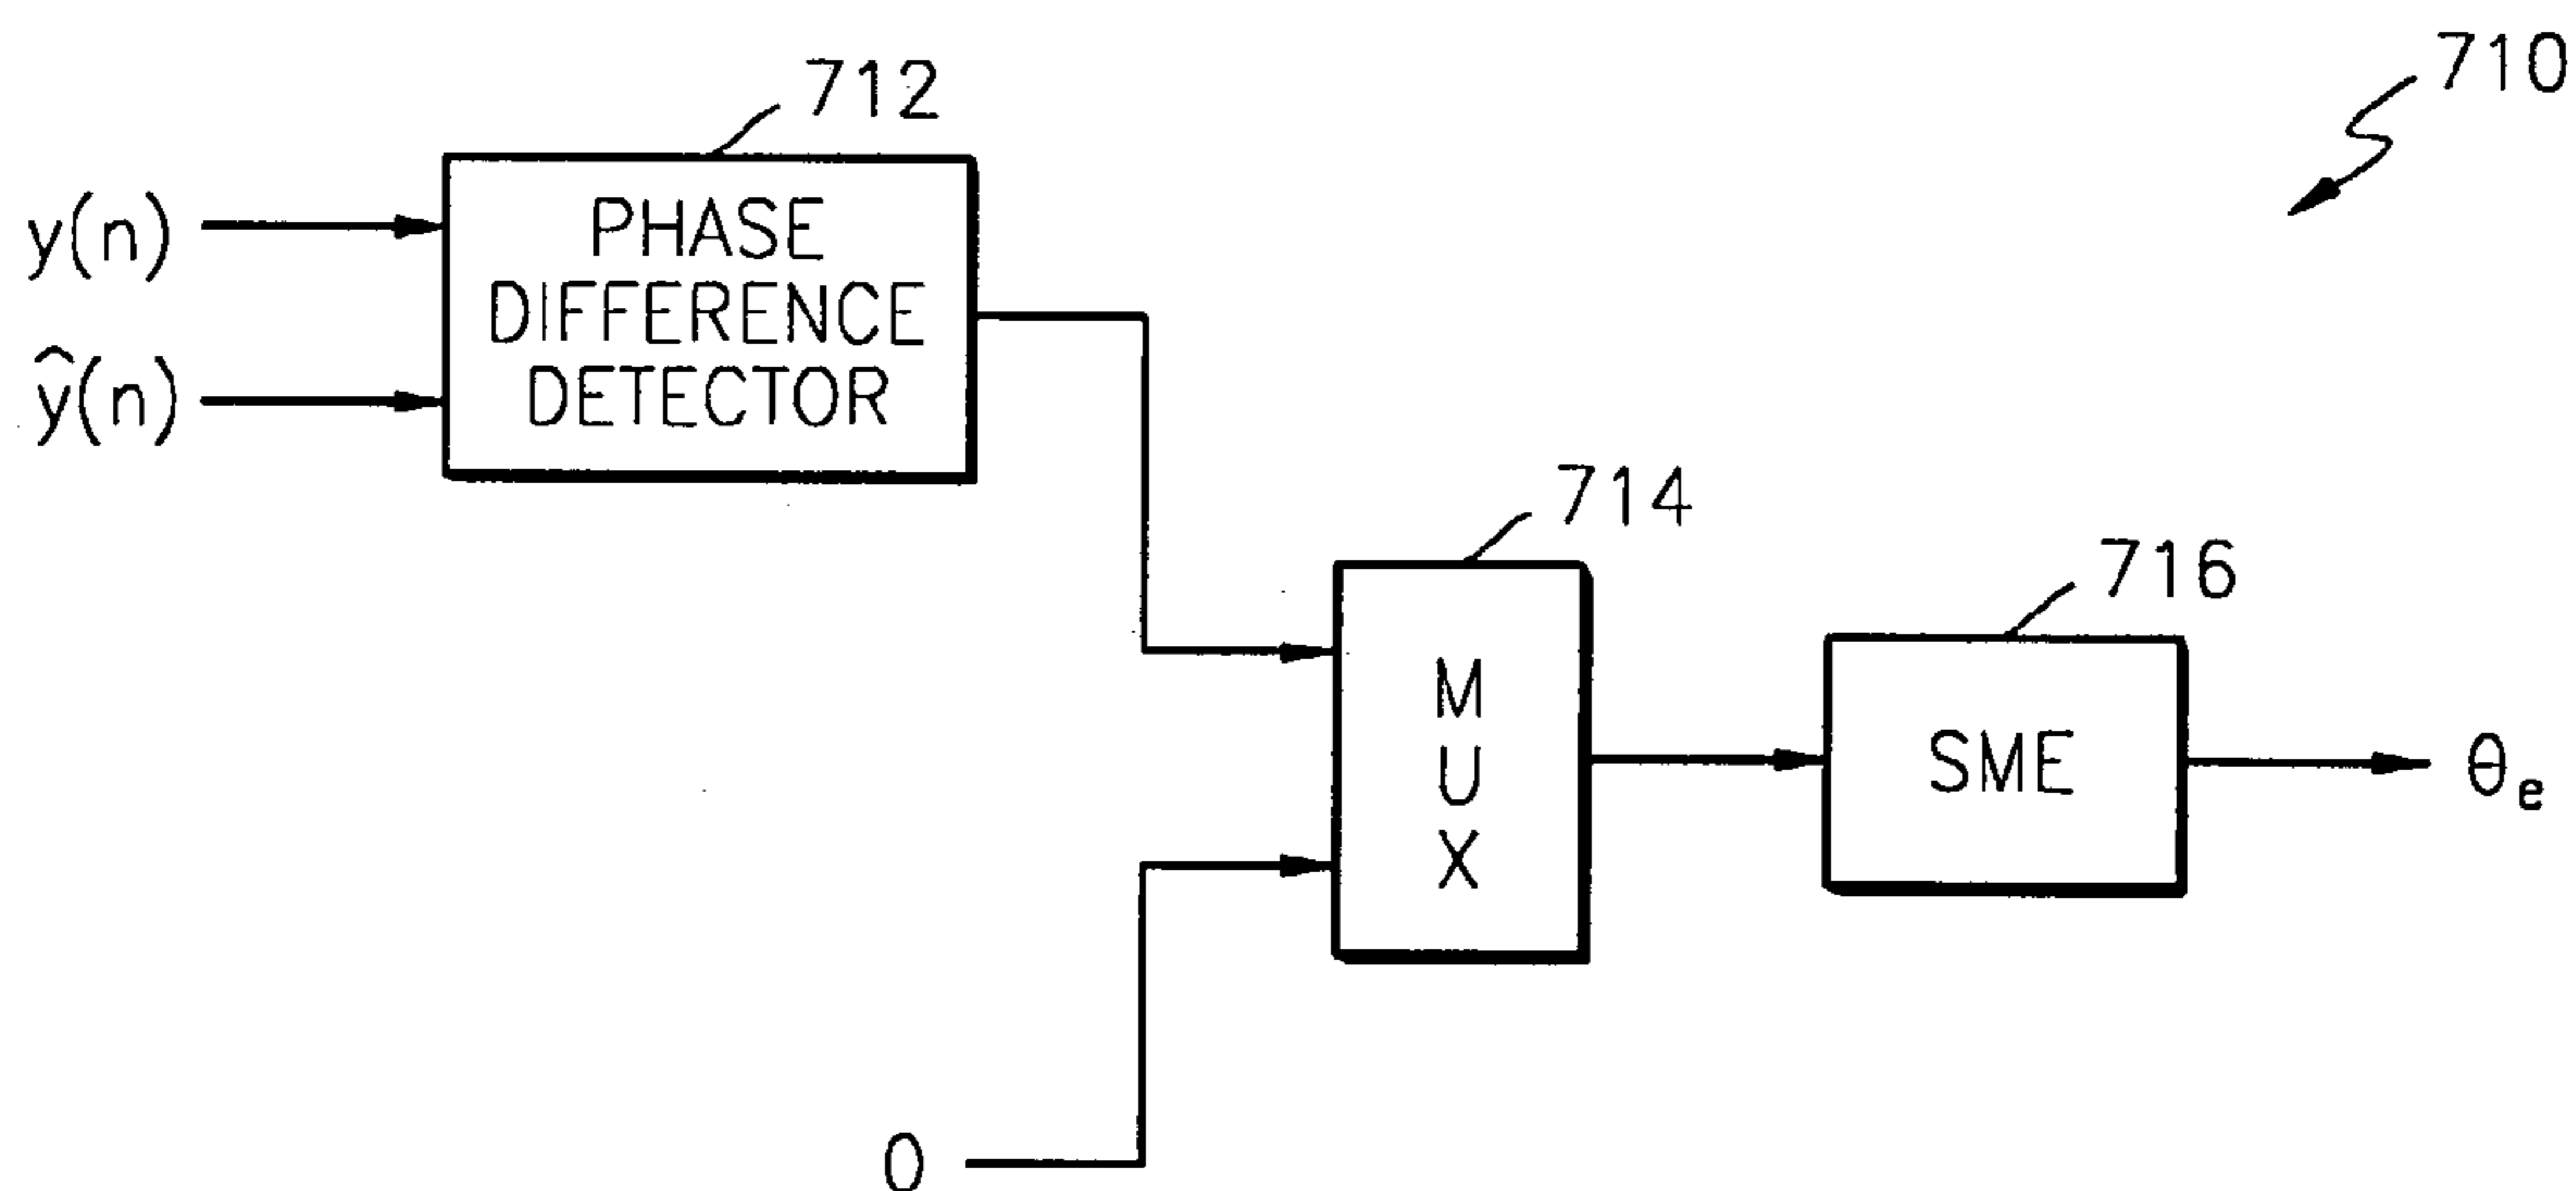 710
712
y(n)
ŷ(n)
PHASE
DIFFERENCE
DETECTOR
714
M
U
X
716
SME
θe
0